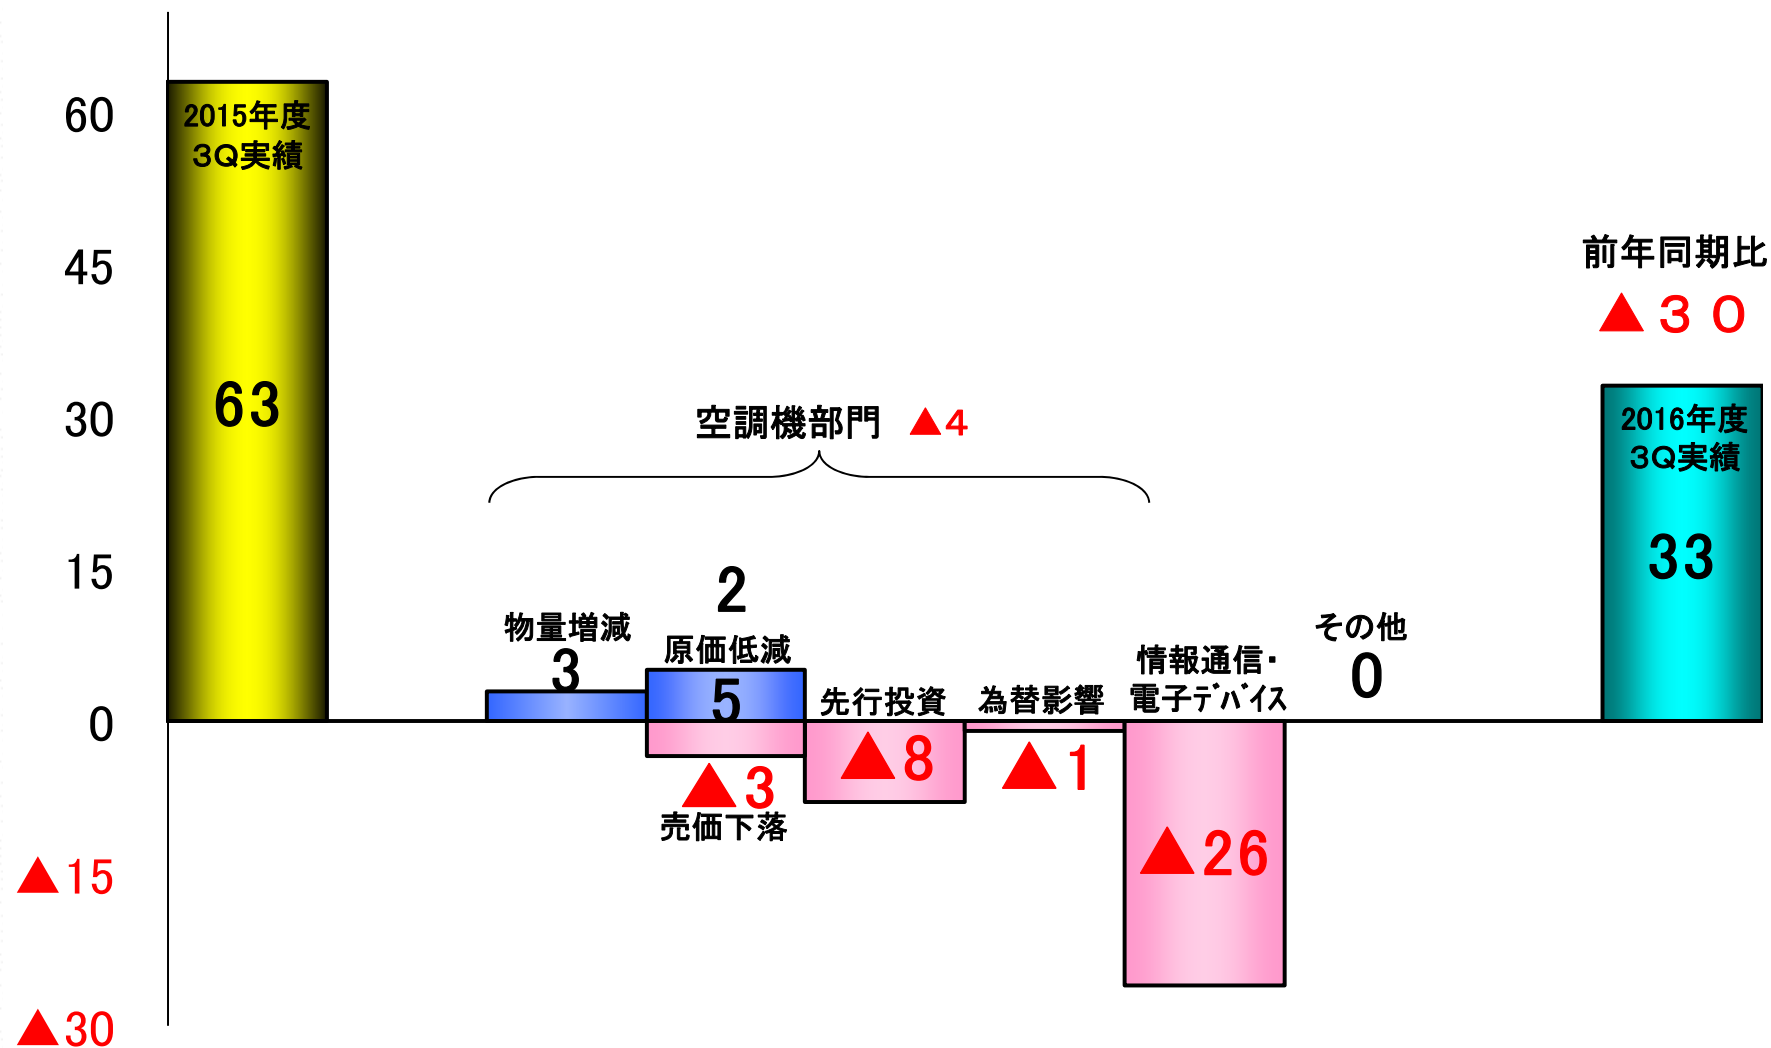 60
45
30
15
0
▲15
▲30
2015年度
3Q実績
63
物量増減
3
空調機部門 ▲4
2
原価低減
5
▲3
売価下落
先行投資
▲8
為替影響
▲1
情報通信・
電子ﾃﾞﾊﾞｲｽ
▲26
その他
0
前年同期比
▲30
2016年度
3Q実績
33